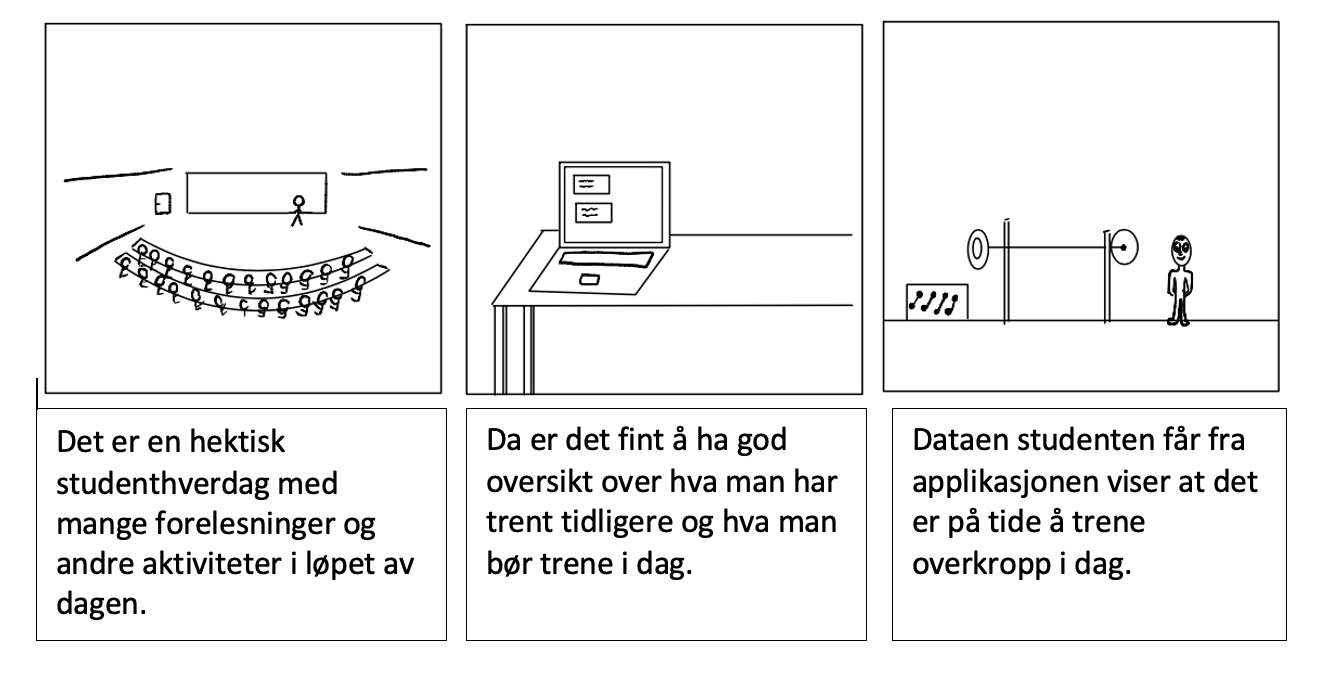 Det er en hektisk
studenthverdag med
mange forelesninger og
andre aktiviteter i løpet av
dagen.
Da er det fint å ha god
oversikt over hva man har
trent tidligere og hva man
bør trene i dag.
Dataen studenten får fra
applikasjonen viser at det
er på tide å trene
overkropp i dag.